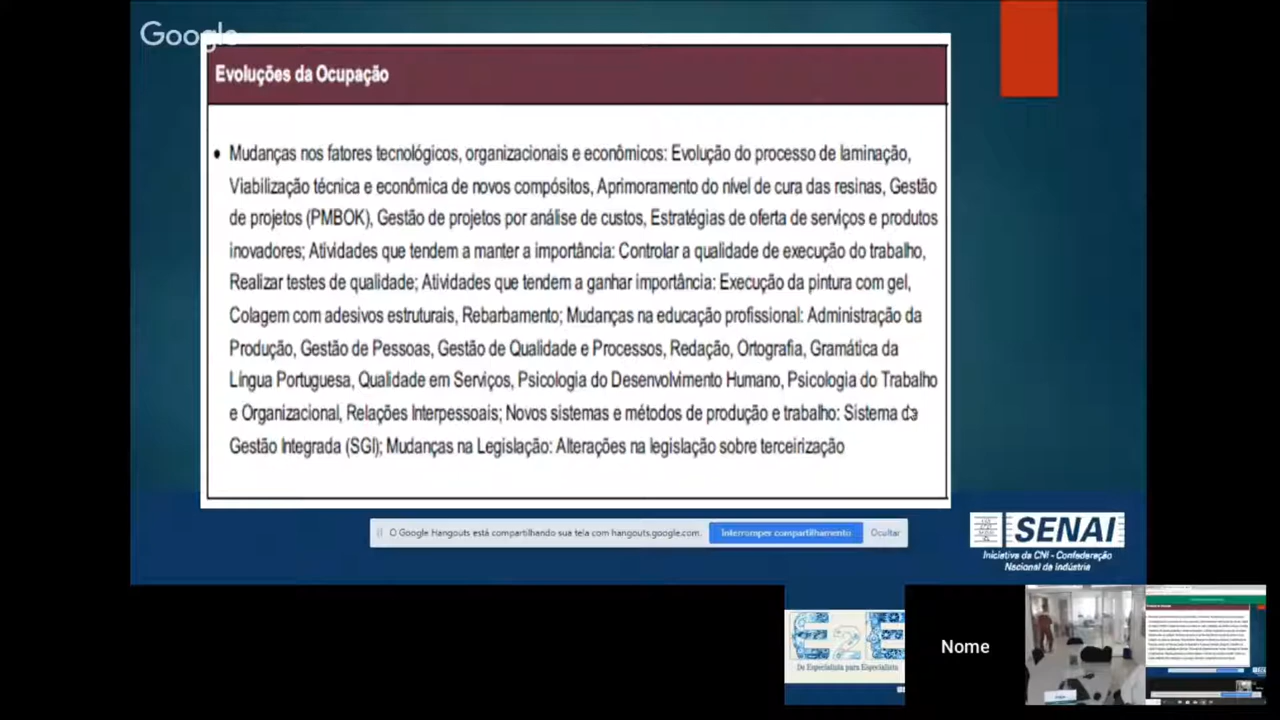 Google
Evoluções da Ocupação
• Mudanças nos fatores tecnológicos, organizacionais e econômicos: Evolução do processo de laminação,
Viabilização técnica e econômica de novos compósitos, Aprimoramento do nível de cura das resinas, Gestão
de projetos (PMBOK), Gestão de projetos por análise de custos, Estratégias de oferta de serviços e produtos
inovadores; Atividades que tendem a manter a importância: Controlar a qualidade de execução do trabalho,
Realizar testes de qualidade; Atividades que tendem a ganhar importância: Execução da pintura com gel,
Colagem com adesivos estruturais, Rebarbamento; Mudanças na educação profissional: Administração da
Produção, Gestão de Pessoas, Gestão de Qualidade e Processos, Redação, Ortografia, Gramática da
Língua Portuguesa, Qualidade em Serviços, Psicologia do Desenvolvimento Humano, Psicologia do Trabalho
e Organizacional, Relações Interpessoais; Novos sistemas e métodos de produção e trabalho: Sistema da
Gestão Integrada (SGI); Mudanças na Legislação: Alterações na legislação sobre terceirização
O Google Hangouts está compartilhando sua tela com hangouts.google.com. Interromper compartilhamento Ocultar
SENAI
Iniciativa da CNI - Confederação
Nacional da Indústria
E2E
De Especialista para Especialista
Nome